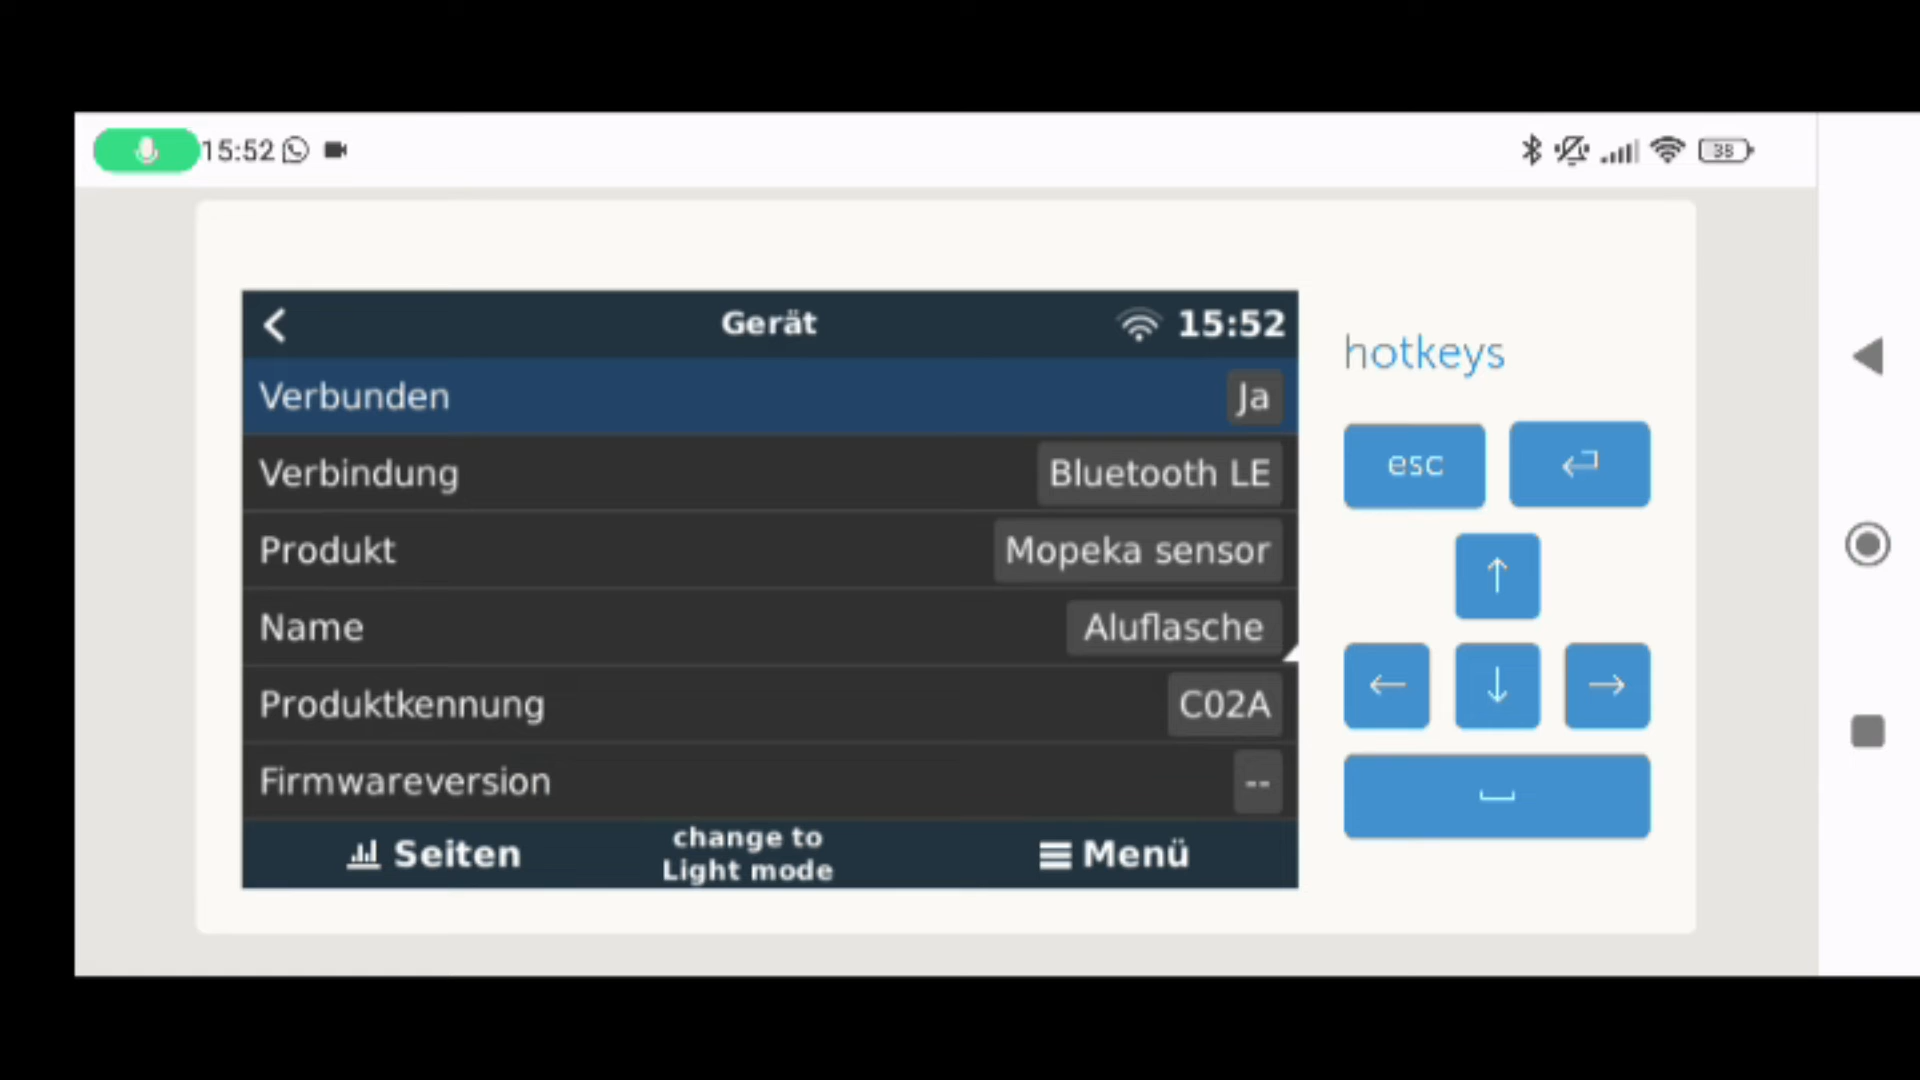 15:52
38
Gerät
15:52
Verbunden Ja
Verbindung Bluetooth LE
Produkt Mopeka sensor
Name Aluflasche
Produktkennung C02A
Firmwareversion --
Seiten
change to
Light mode
Menü
hotkeys
esc